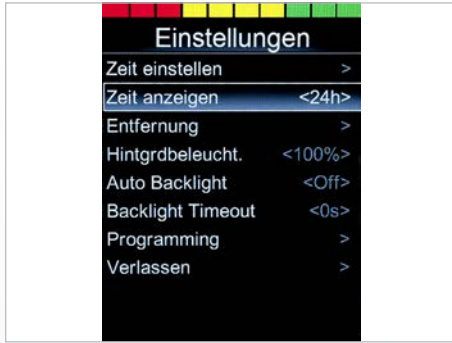 Einstellungen
Zeit einstellen >
Zeit anzeigen <24h>
Entfernung >
Hintgrdbeleucht. <100%>
Auto Backlight <Off>
Backlight Timeout <0s>
Programming >
Verlassen >